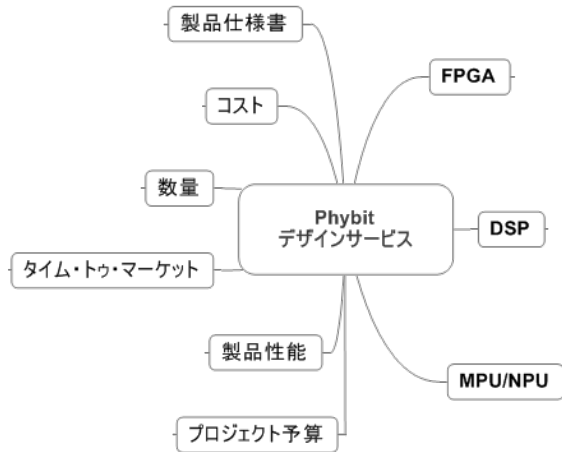 製品仕様書
コスト
数量
タイム・トゥ・マーケット
製品性能
プロジェクト予算
Phybit
デザインサービス
FPGA
DSP
MPU/NPU